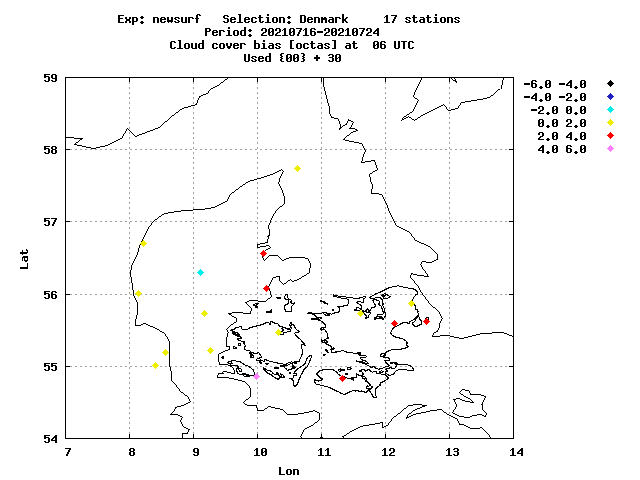 Exp: newsurf   Selection: Denmark     17 stations
Period: 20210716-20210724
Cloud cover bias [octas] at  06 UTC
Used {00} + 30
-6.0 -4.0
-4.0 -2.0
-2.0 0.0
0.0 2.0
2.0 4.0
4.0 6.0
59
58
57
56
55
54
Lat
7 8 9 10 11 12 13 14
Lon